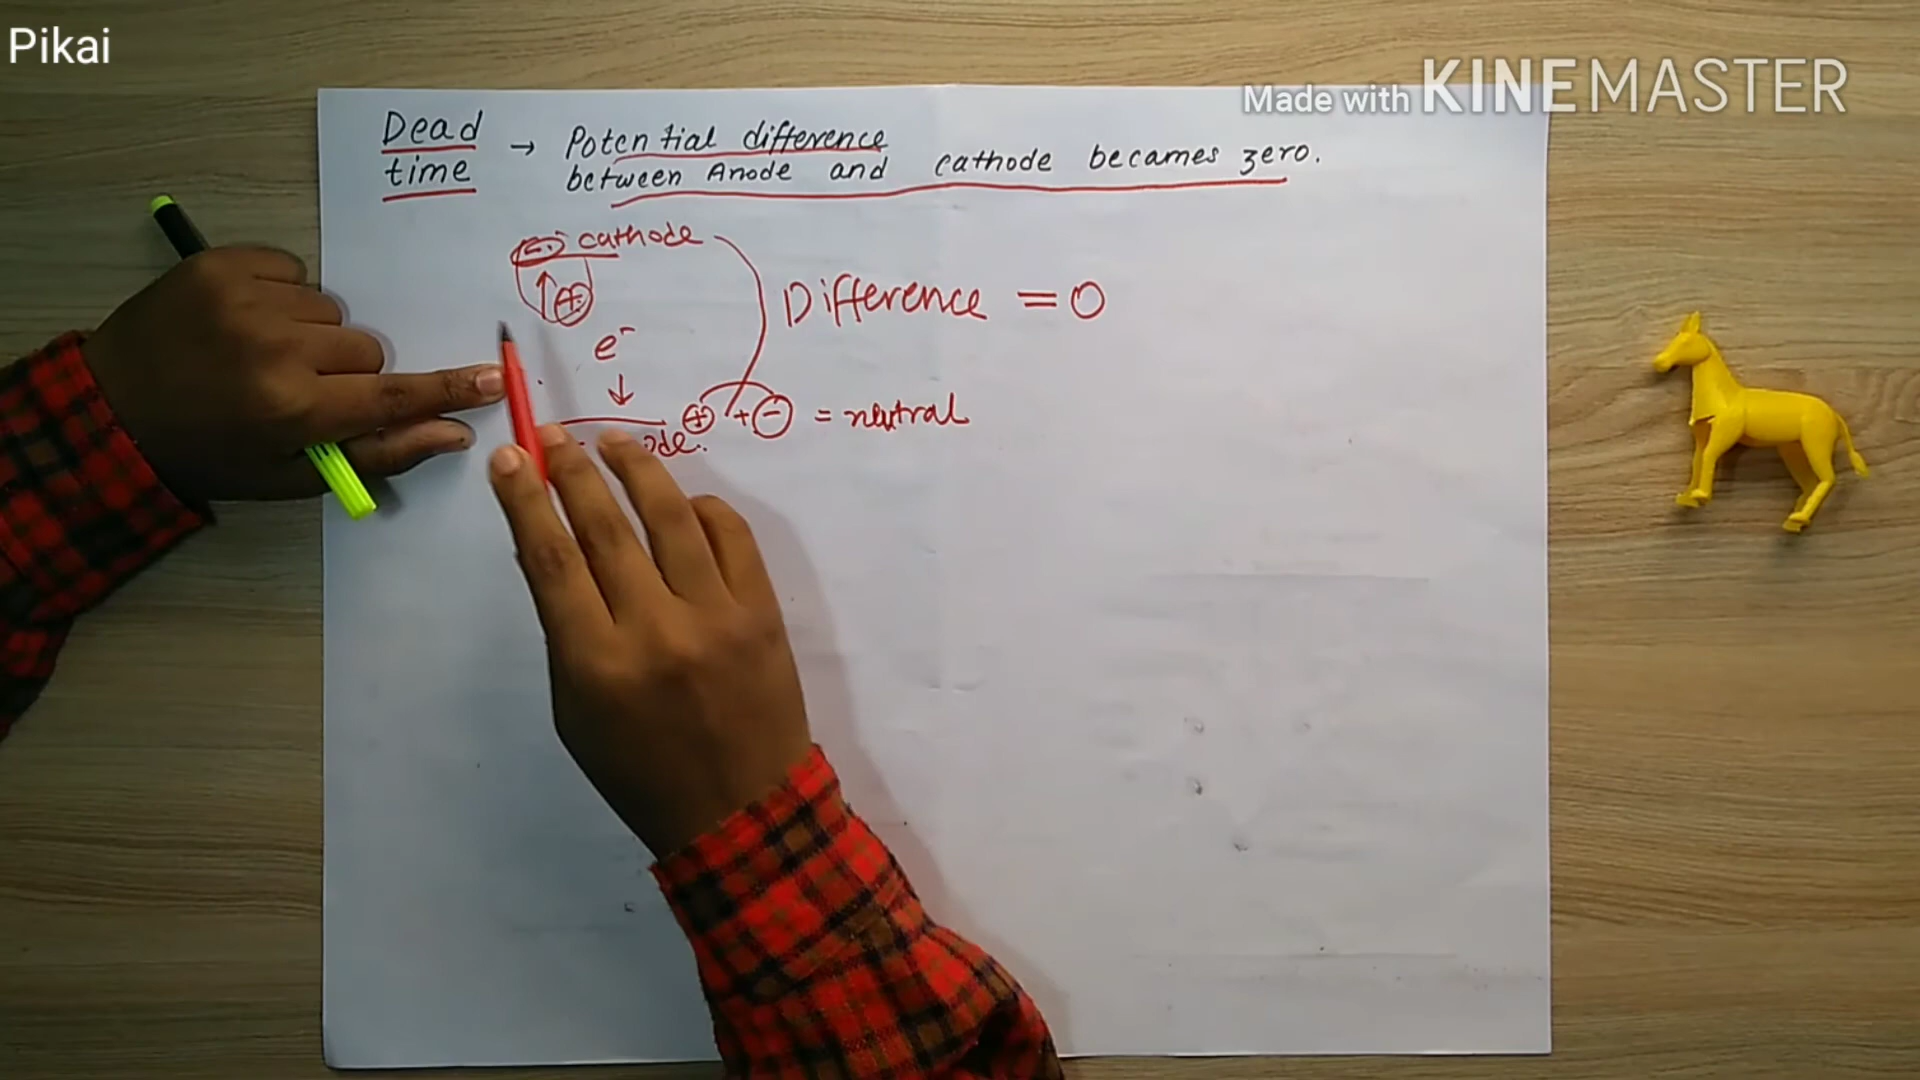 Pikai
Made with KINEMASTER
Dead time → Potential difference
between Anode and cathode becames zero.
(-) cathode
↑ (+)
Difference = 0
e⁻
↓
(+) + (-) = neutral